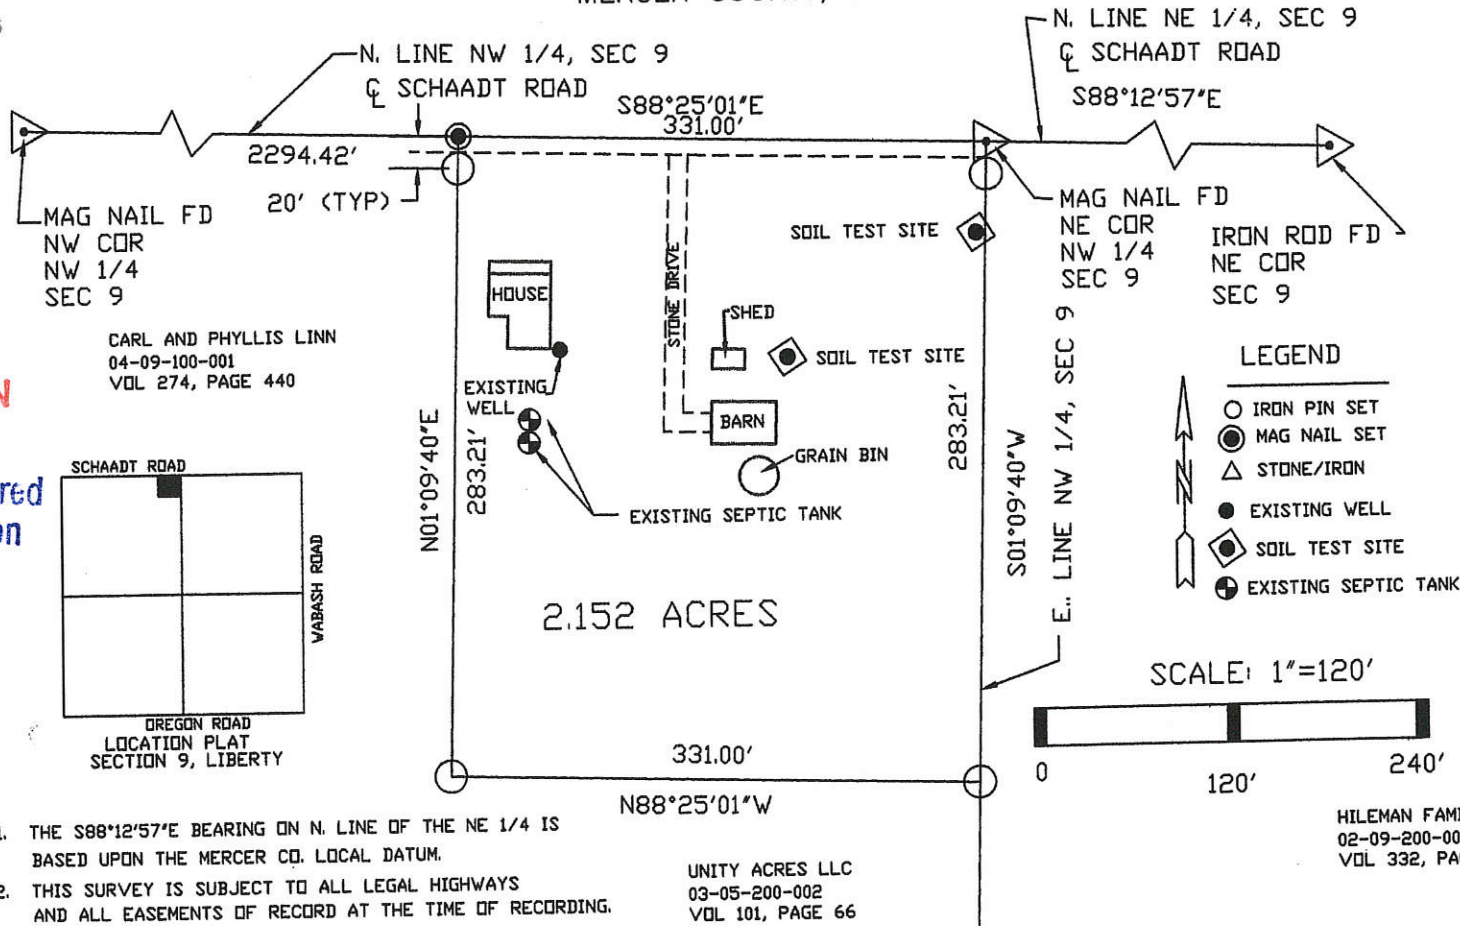 N. LINE NW 1/4, SEC 9
℄ SCHAADT ROAD
S88°25'01"E
331.00'
N. LINE NE 1/4, SEC 9
℄ SCHAADT ROAD
S88°12'57"E
2294.42'
20' (TYP)
MAG NAIL FD
NW COR
NW 1/4
SEC 9
MAG NAIL FD
NE COR
NW 1/4
SEC 9
IRON ROD FD
NE COR
SEC 9
SOIL TEST SITE
HOUSE
STONE DRIVE
SHED
SOIL TEST SITE
CARL AND PHYLLIS LINN
04-09-100-001
VOL 274, PAGE 440
EXISTING
WELL
BARN
GRAIN BIN
EXISTING SEPTIC TANK
N01°09'40"E
283.21'
283.21'
S01°09'40"W
E.. LINE NW 1/4, SEC 9
LEGEND
IRON PIN SET
MAG NAIL SET
STONE/IRON
EXISTING WELL
SOIL TEST SITE
EXISTING SEPTIC TANK
N
SCHAADT ROAD
WABASH ROAD
OREGON ROAD
LOCATION PLAT
SECTION 9, LIBERTY
2.152 ACRES
SCALE: 1"=120'
0
120'
240'
331.00'
N88°25'01"W
1. THE S88°12'57"E BEARING ON N. LINE OF THE NE 1/4 IS
BASED UPON THE MERCER CO. LOCAL DATUM.
2. THIS SURVEY IS SUBJECT TO ALL LEGAL HIGHWAYS
AND ALL EASEMENTS OF RECORD AT THE TIME OF RECORDING.
UNITY ACRES LLC
03-05-200-002
VOL 101, PAGE 66
HILEMAN FAMI
02-09-200-00
VOL 332, PA